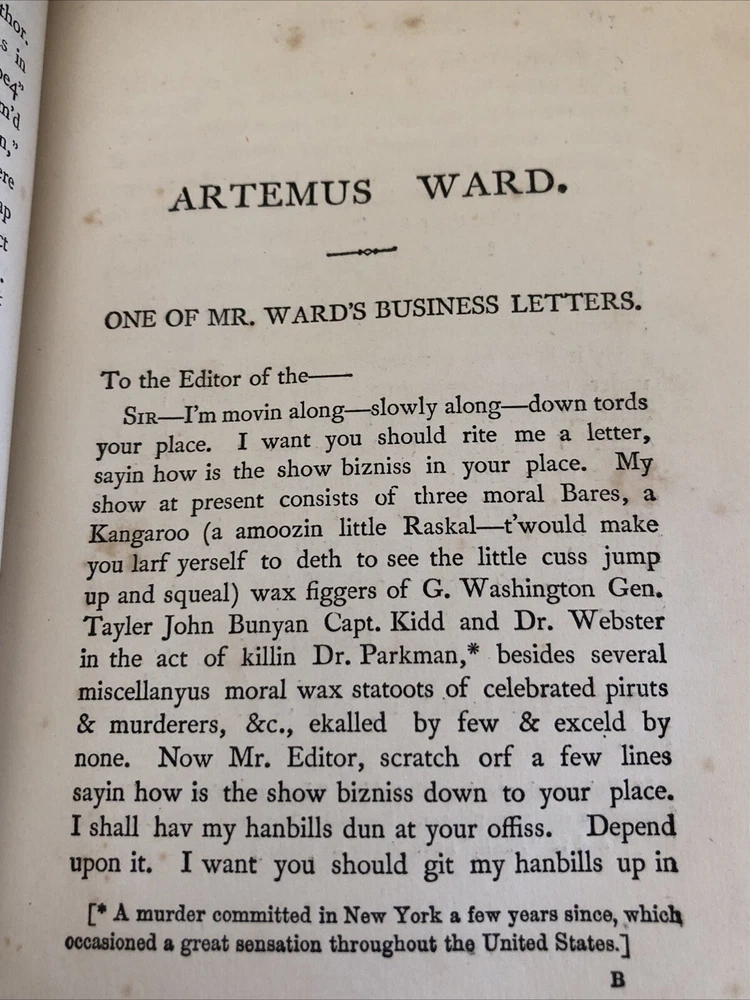 thor.
s in
m'd
n,"
ere
ap
ct
ARTEMUS WARD.
ONE OF MR. WARD'S BUSINESS LETTERS.
To the Editor of the——
SIR—I'm movin along—slowly along—down tords
your place. I want you should rite me a letter,
sayin how is the show bizniss in your place. My
show at present consists of three moral Bares, a
Kangaroo (a amoozin little Raskal—t'would make
you larf yerself to deth to see the little cuss jump
up and squeal) wax figgers of G. Washington Gen.
Tayler John Bunyan Capt. Kidd and Dr. Webster
in the act of killin Dr. Parkman,* besides several
miscellanyus moral wax statoots of celebrated piruts
& murderers, &c., ekalled by few & exceld by
none. Now Mr. Editor, scratch orf a few lines
sayin how is the show bizniss down to your place.
I shall hav my hanbills dun at your offiss. Depend
upon it. I want you should git my hanbills up in
[* A murder committed in New York a few years since, which
occasioned a great sensation throughout the United States.]
B